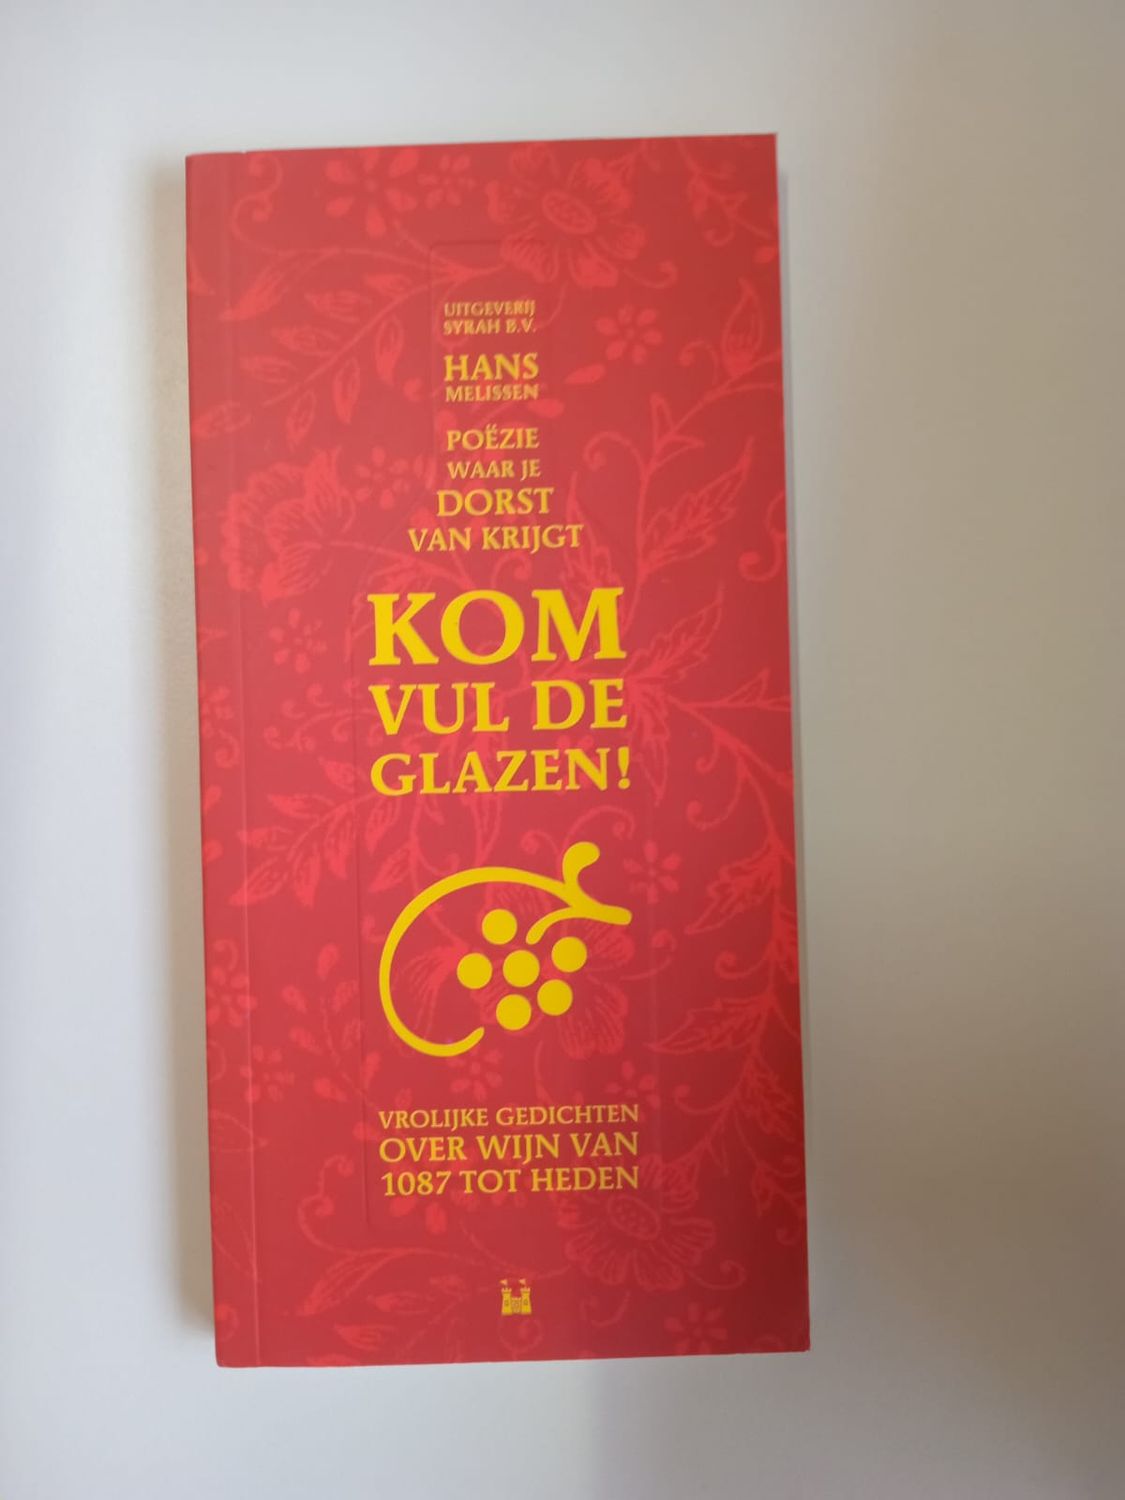 UITGEVERIJ
SYRAH B.V.
HANS
MELISSEN
POËZIE
WAAR JE
DORST
VAN KRIJGT
KOM
VUL DE
GLAZEN!
VROLIJKE GEDICHTEN
OVER WIJN VAN
1087 TOT HEDEN